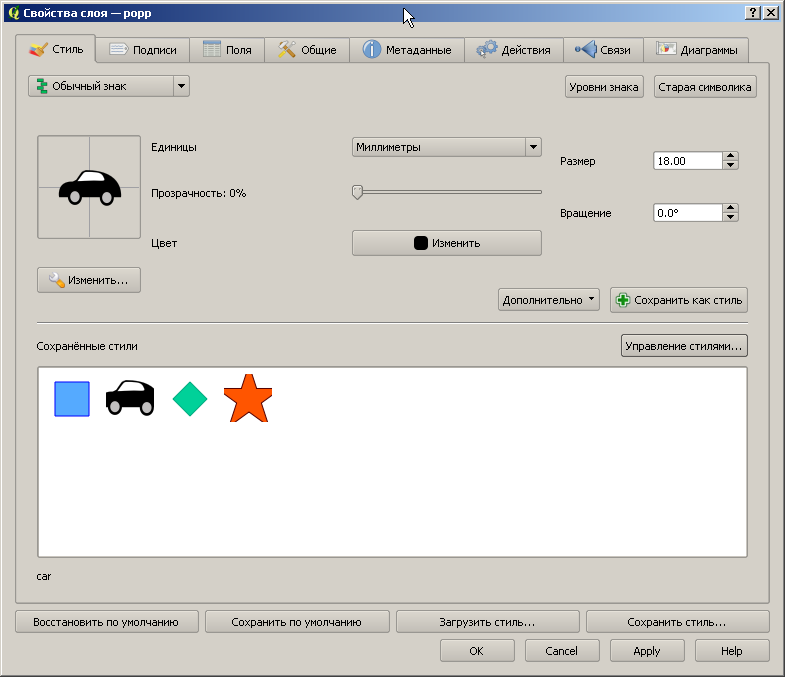 Свойства слоя — popp
Стиль
Подписи
Поля
Общие
Метаданные
Действия
Связи
Диаграммы
Обычный знак
Уровни знака
Старая символика
Единицы
Миллиметры
Размер
18.00
Прозрачность: 0%
Вращение
0.0°
Цвет
Изменить
Изменить...
Дополнительно
Сохранить как стиль
Сохранённые стили
Управление стилями...
car
Восстановить по умолчанию
Сохранить по умолчанию
Загрузить стиль...
Сохранить стиль...
OK
Cancel
Apply
Help